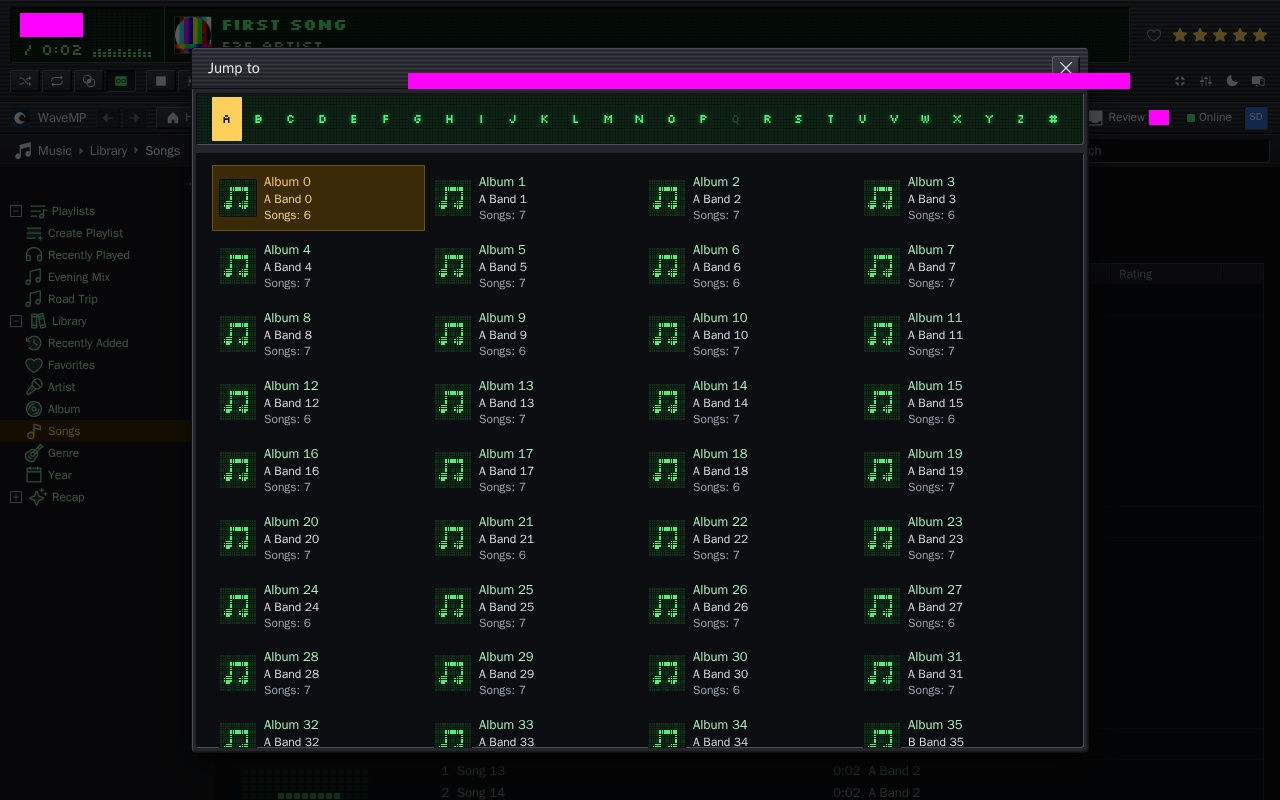 FIRST SONG
/ 0:02
Jump to
WaveMP
Review
Online
SD
A B C D E F G H I J K L M N O P Q R S T U V W X Y Z #
Music
Library
Songs
Album 0
A Band 0
Songs: 6
Album 1
A Band 1
Songs: 7
Album 2
A Band 2
Songs: 7
Album 3
A Band 3
Songs: 6
Album 4
A Band 4
Songs: 7
Album 5
A Band 5
Songs: 7
Album 6
A Band 6
Songs: 6
Album 7
A Band 7
Songs: 7
Album 8
A Band 8
Songs: 7
Album 9
A Band 9
Songs: 6
Album 10
A Band 10
Songs: 7
Album 11
A Band 11
Songs: 7
Album 12
A Band 12
Songs: 6
Album 13
A Band 13
Songs: 7
Album 14
A Band 14
Songs: 7
Album 15
A Band 15
Songs: 6
Album 16
A Band 16
Songs: 7
Album 17
A Band 17
Songs: 7
Album 18
A Band 18
Songs: 6
Album 19
A Band 19
Songs: 7
Album 20
A Band 20
Songs: 7
Album 21
A Band 21
Songs: 6
Album 22
A Band 22
Songs: 7
Album 23
A Band 23
Songs: 7
Album 24
A Band 24
Songs: 6
Album 25
A Band 25
Songs: 7
Album 26
A Band 26
Songs: 7
Album 27
A Band 27
Songs: 6
Album 28
A Band 28
Songs: 7
Album 29
A Band 29
Songs: 7
Album 30
A Band 30
Songs: 6
Album 31
A Band 31
Songs: 7
Album 32
A Band 32
Album 33
A Band 33
Album 34
A Band 34
Album 35
B Band 35
Playlists
Create Playlist
Recently Played
Evening Mix
Road Trip
Library
Recently Added
Favorites
Artist
Album
Songs
Genre
Year
Recap
Rating
1 Song 13 0:02 A Band 2
2 Song 14 0:02 A Band 2